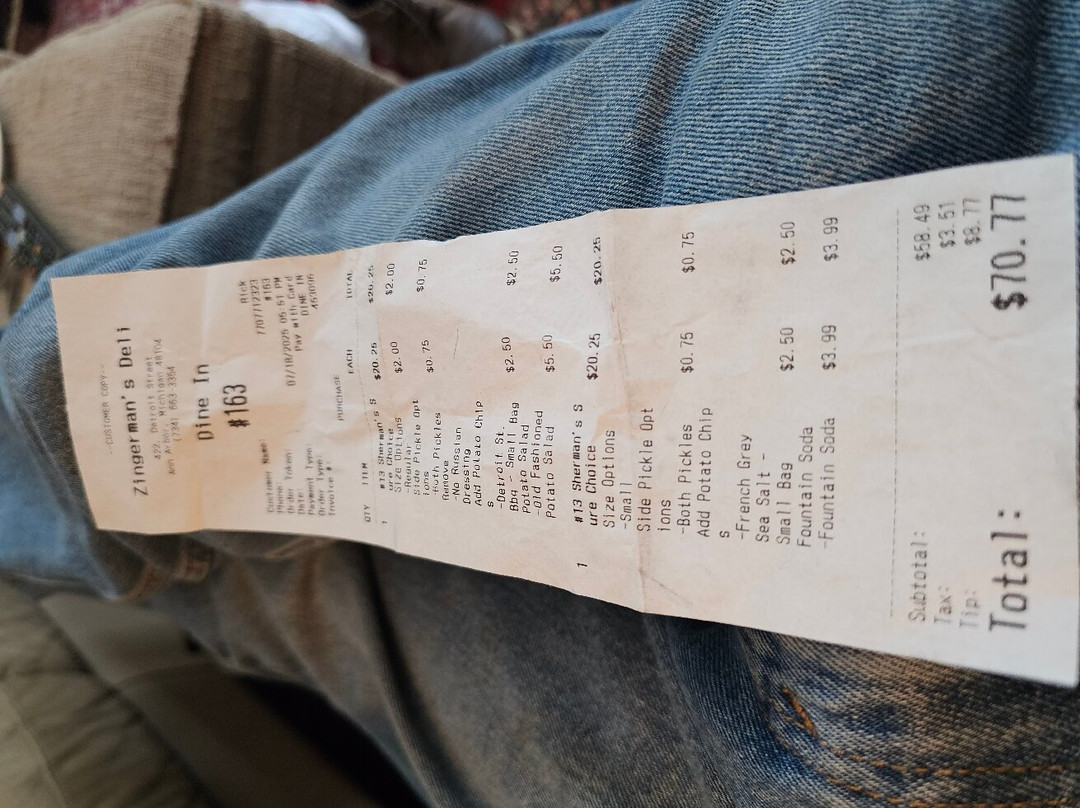 --CUSTOMER COPY--
Zingerman's Deli
422, Detroit Street
Ann Arbor, Michigan 48104
(734) 663 3354
Dine In
#163
Customer Name: Rick
Phone: 7707712323
Order Token: #163
Date: 07/18/2025 05:51 PM
Payment Type: Pay with Card
Order Type: DINE IN
Invoice #:
PURCHASE
QTY ITEM EACH TOTAL
1 #13 Sherman's S $20.25 $20.25
ure Choice
Size Options $2.00 $2.00
-Regular
Side Pickle Opt $0.75 $0.75
ions
-Both Pickles
Remove
-No Russian
Dressing
Add Potato Chip $2.50 $2.50
s
-Detroit St.
Bbq - Small Bag
Potato Salad $5.50 $5.50
-Old Fashioned
Potato Salad
1 #13 Sherman's S $20.25 $20.25
ure Choice
Size Options
-Small
Side Pickle Opt $0.75 $0.75
ions
-Both Pickles
Add Potato Chip $2.50 $2.50
s
-French Grey
Sea Salt -
Small Bag
Fountain Soda $3.99 $3.99
-Fountain Soda
Subtotal: $58.49
Tax: $3.51
Tip: $8.77
Total: $70.77